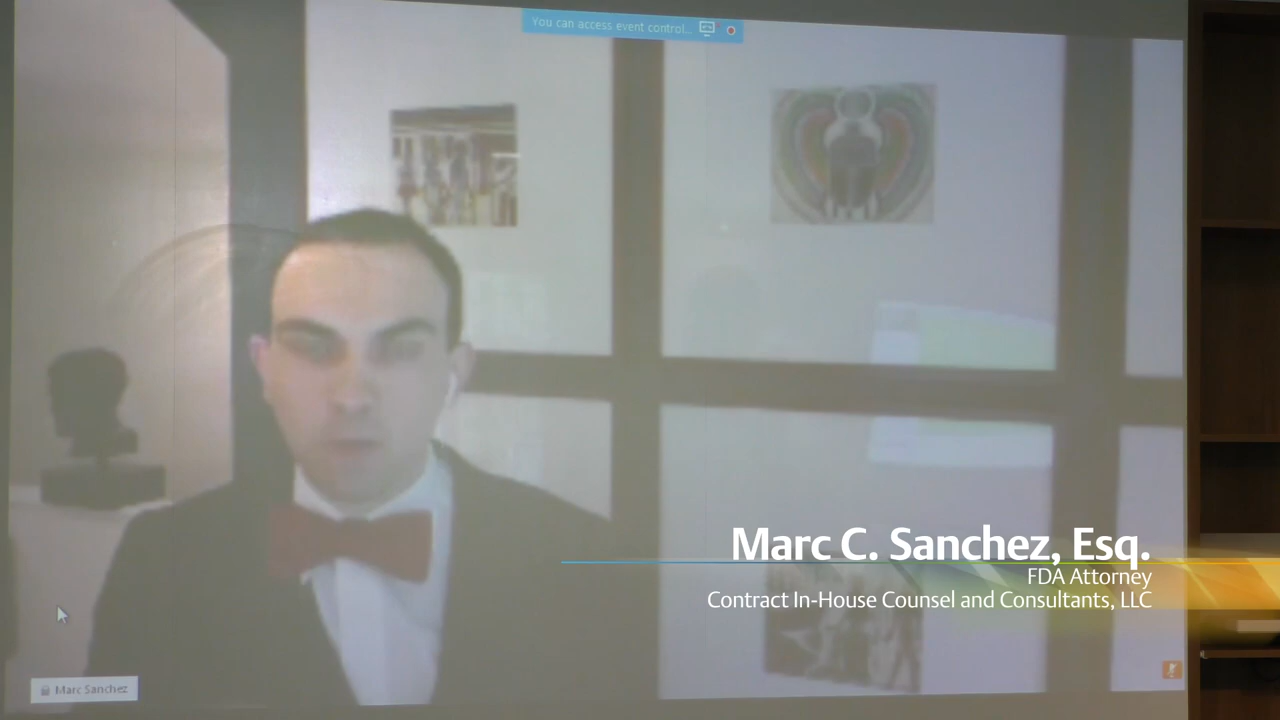 You can access event control...
Marc C. Sanchez, Esq.
FDA Attorney
Contract In-House Counsel and Consultants, LLC
Marc Sanchez